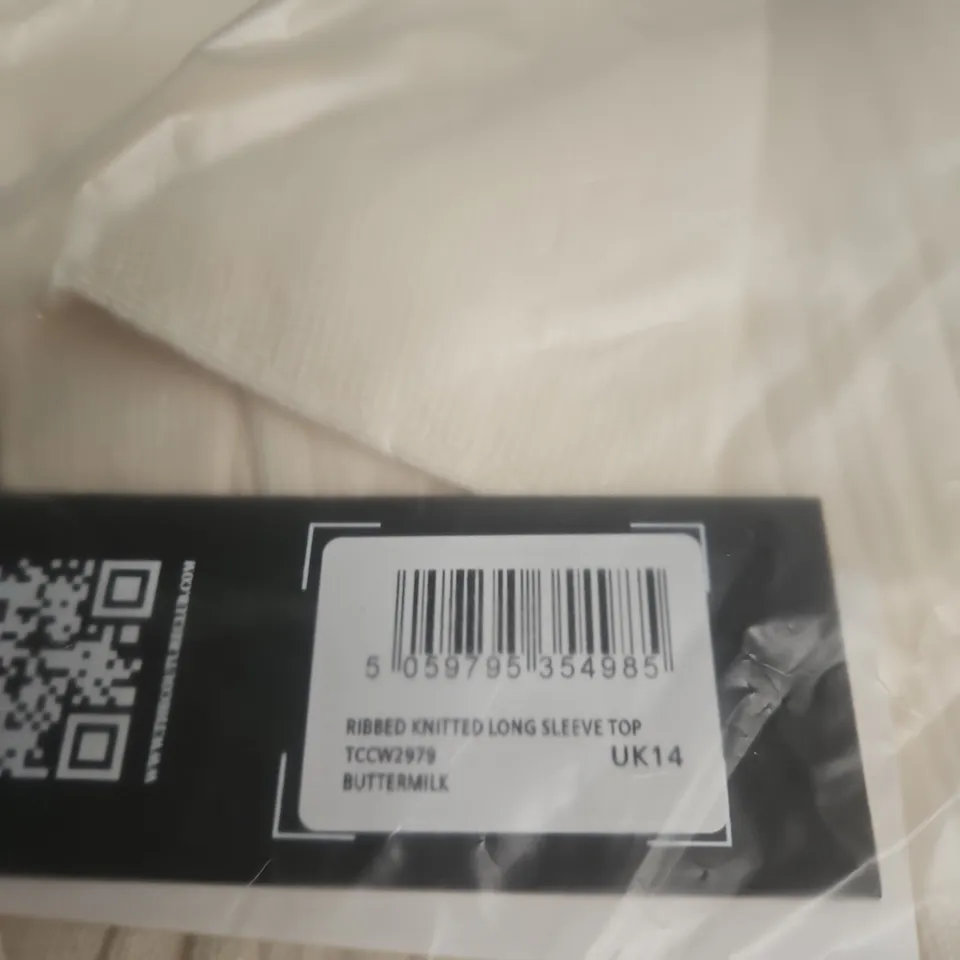 5 059795 354985
RIBBED KNITTED LONG SLEEVE TOP
TCCW2979 UK14
BUTTERMILK